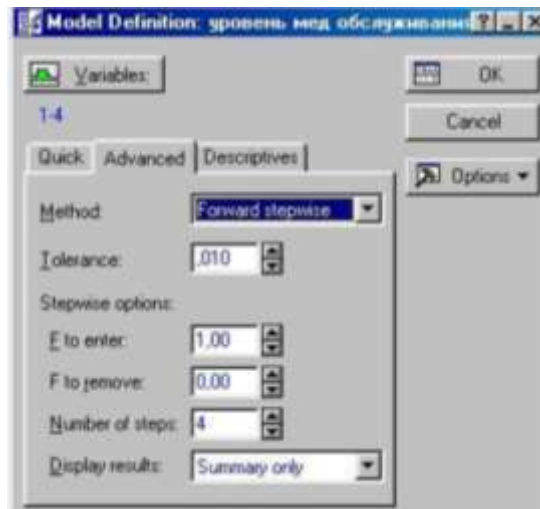 Model Definition: уровень мед обслуживания
Variables:
OK
1-4
Cancel
Quick Advanced Descriptives
Options
Method: Forward stepwise
Tolerance: ,010
Stepwise options:
F to enter: 1,00
F to remove: 0,00
Number of steps: 4
Display results: Summary only